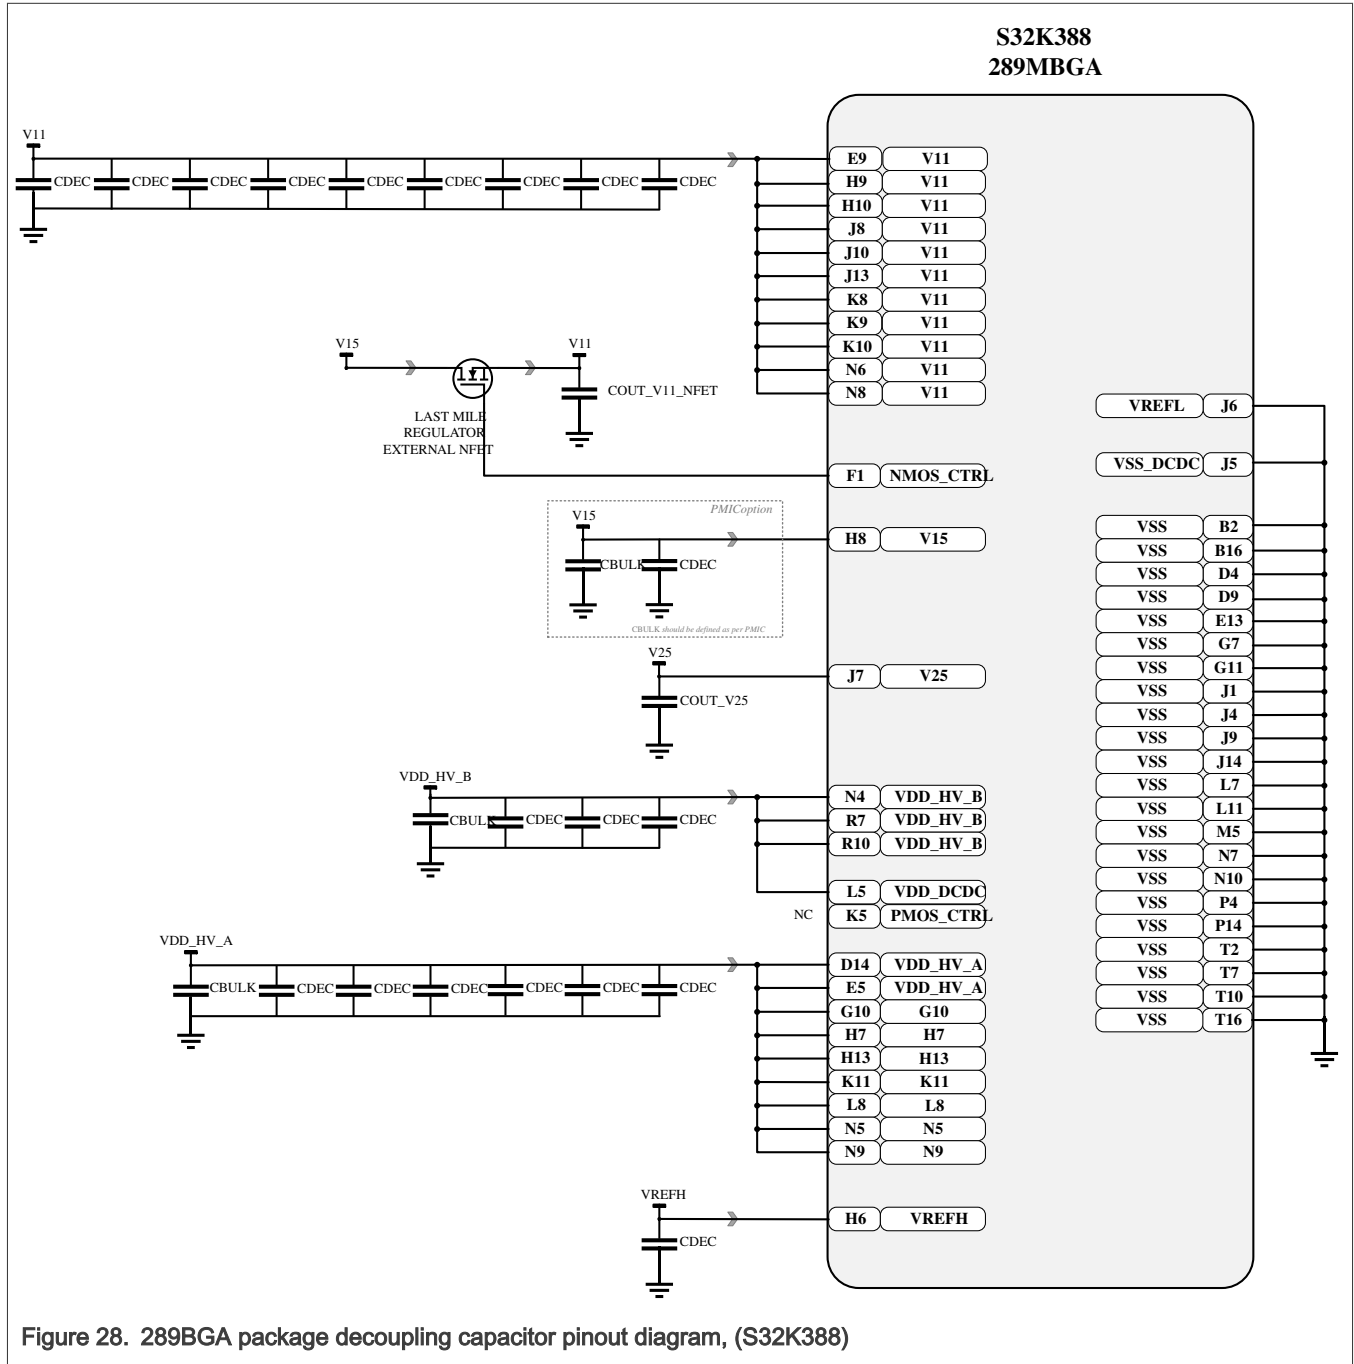 S32K388
289MBGA
V11
CDEC CDEC CDEC CDEC CDEC CDEC CDEC CDEC CDEC
E9 V11
H9 V11
H10 V11
J8 V11
J10 V11
J13 V11
K8 V11
K9 V11
K10 V11
N6 V11
N8 V11
V15
V11
COUT_V11_NFET
LAST MILE
REGULATOR
EXTERNAL NFET
F1 NMOS_CTRL
PMICoption
V15
CBULK CDEC
CBULK should be defined as per PMIC
H8 V15
V25
COUT_V25
J7 V25
VDD_HV_B
CBULK CDEC CDEC CDEC
N4 VDD_HV_B
R7 VDD_HV_B
R10 VDD_HV_B
L5 VDD_DCDC
NC K5 PMOS_CTRL
VDD_HV_A
CBULK CDEC CDEC CDEC CDEC CDEC CDEC
D14 VDD_HV_A
E5 VDD_HV_A
G10 G10
H7 H7
H13 H13
K11 K11
L8 L8
N5 N5
N9 N9
VREFH
CDEC
H6 VREFH
VREFL J6
VSS_DCDC J5
VSS B2
VSS B16
VSS D4
VSS D9
VSS E13
VSS G7
VSS G11
VSS J1
VSS J4
VSS J9
VSS J14
VSS L7
VSS L11
VSS M5
VSS N7
VSS N10
VSS P4
VSS P14
VSS T2
VSS T7
VSS T10
VSS T16
Figure 28. 289BGA package decoupling capacitor pinout diagram, (S32K388)